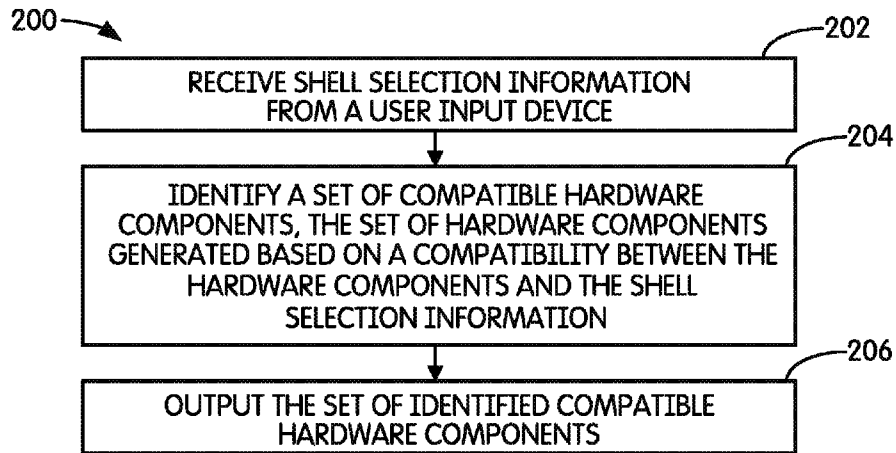 200
202
RECEIVE SHELL SELECTION INFORMATION
FROM A USER INPUT DEVICE
204
IDENTIFY A SET OF COMPATIBLE HARDWARE
COMPONENTS, THE SET OF HARDWARE COMPONENTS
GENERATED BASED ON A COMPATIBILITY BETWEEN THE
HARDWARE COMPONENTS AND THE SHELL
SELECTION INFORMATION
206
OUTPUT THE SET OF IDENTIFIED COMPATIBLE
HARDWARE COMPONENTS